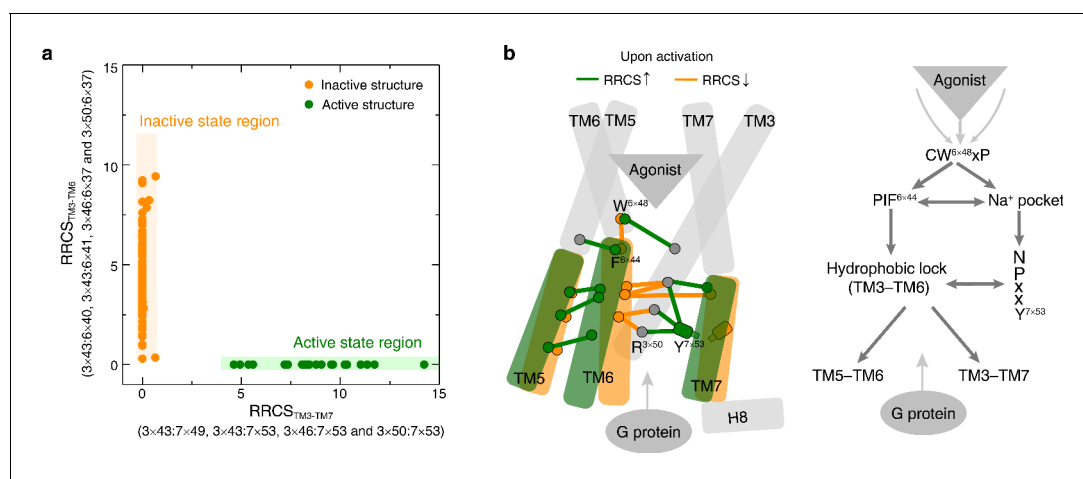 a
15
10
5
0
0
5
10
15
RRCS TM3-TM6
(3×43:6×40, 3×43:6×41, 3×46:6×37 and 3×50:6×37)
Inactive structure
Active structure
Inactive state region
Active state region
RRCS TM3-TM7
(3×43:7×49, 3×43:7×53, 3×46:7×53 and 3×50:7×53)
b
Upon activation
RRCS↑
RRCS↓
TM6
TM5
TM7
TM3
Agonist
W6×48
F6×44
R3×50
Y7×53
TM5
TM6
TM7
G protein
H8
Agonist
CW6×48xP
PIF6×44
Na+ pocket
Hydrophobic lock
(TM3–TM6)
N
P
x
x
Y7×53
TM5–TM6
TM3–TM7
G protein